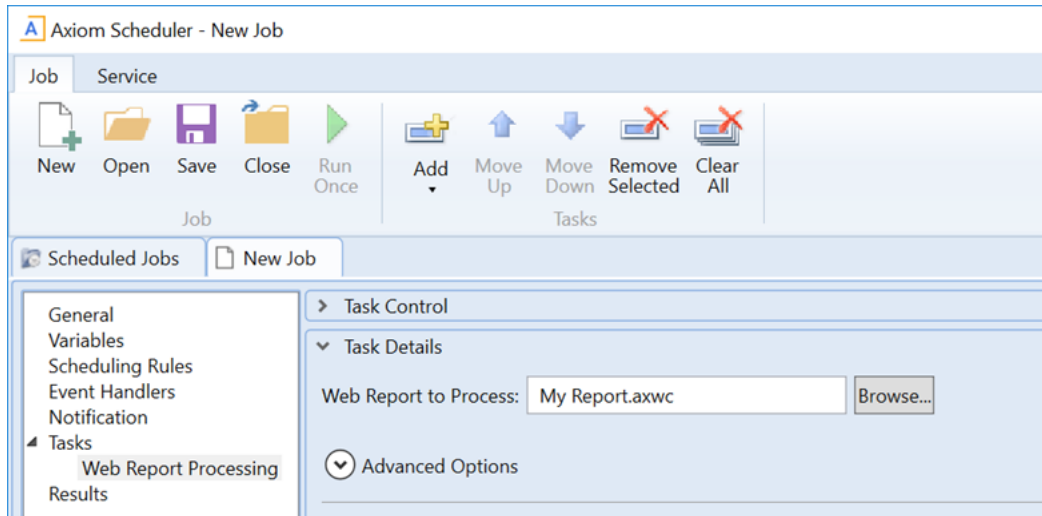 A Axiom Scheduler - New Job
Job Service
New Open Save Close Run Once Add Move Up Move Down Remove Selected Clear All
Job Tasks
Scheduled Jobs New Job
General
Variables
Scheduling Rules
Event Handlers
Notification
Tasks
Web Report Processing
Results
Task Control
Task Details
Web Report to Process: My Report.axwc Browse...
Advanced Options